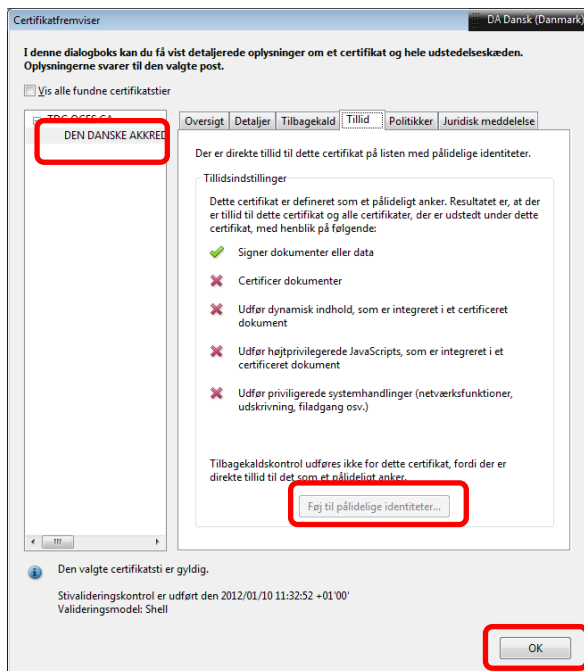 Certifikatfremviser
DA Dansk (Danmark)
I denne dialogboks kan du få vist detaljerede oplysninger om et certifikat og hele udstedelseskæden.
Oplysningerne svarer til den valgte post.
Vis alle fundne certifikatstier
TDC OCES CA
DEN DANSKE AKKRED
Oversigt Detaljer Tilbagekald Tillid Politikker Juridisk meddelelse
Der er direkte tillid til dette certifikat på listen med pålidelige identiteter.
Tillidsindstillinger
Dette certifikat er defineret som et pålideligt anker. Resultatet er, at der
er tillid til dette certifikat og alle certifikater, der er udstedt under dette
certifikat, med henblik på følgende:
Signer dokumenter eller data
Certificer dokumenter
Udfør dynamisk indhold, som er integreret i et certificeret
dokument
Udfør højtprivilegerede JavaScripts, som er integreret i et
certificeret dokument
Udfør priviligerede systemhandlinger (netværksfunktioner,
udskrivning, filadgang osv.)
Tilbagekaldskontrol udføres ikke for dette certifikat, fordi der er
direkte tillid til det som et pålideligt anker.
Føj til pålidelige identiteter...
Den valgte certifikatsti er gyldig.
Stivalideringskontrol er udført den 2012/01/10 11:32:52 +01'00'
Valideringsmodel: Shell
OK